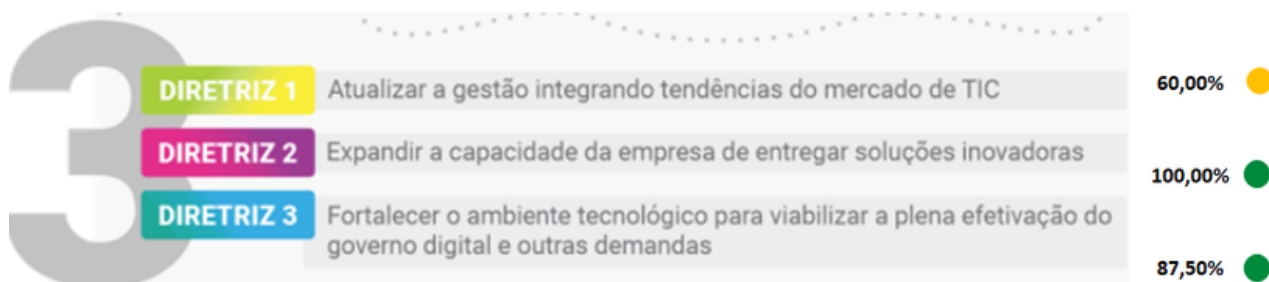 3
DIRETRIZ 1 Atualizar a gestão integrando tendências do mercado de TIC 60,00%
DIRETRIZ 2 Expandir a capacidade da empresa de entregar soluções inovadoras 100,00%
DIRETRIZ 3 Fortalecer o ambiente tecnológico para viabilizar a plena efetivação do
governo digital e outras demandas
87,50%